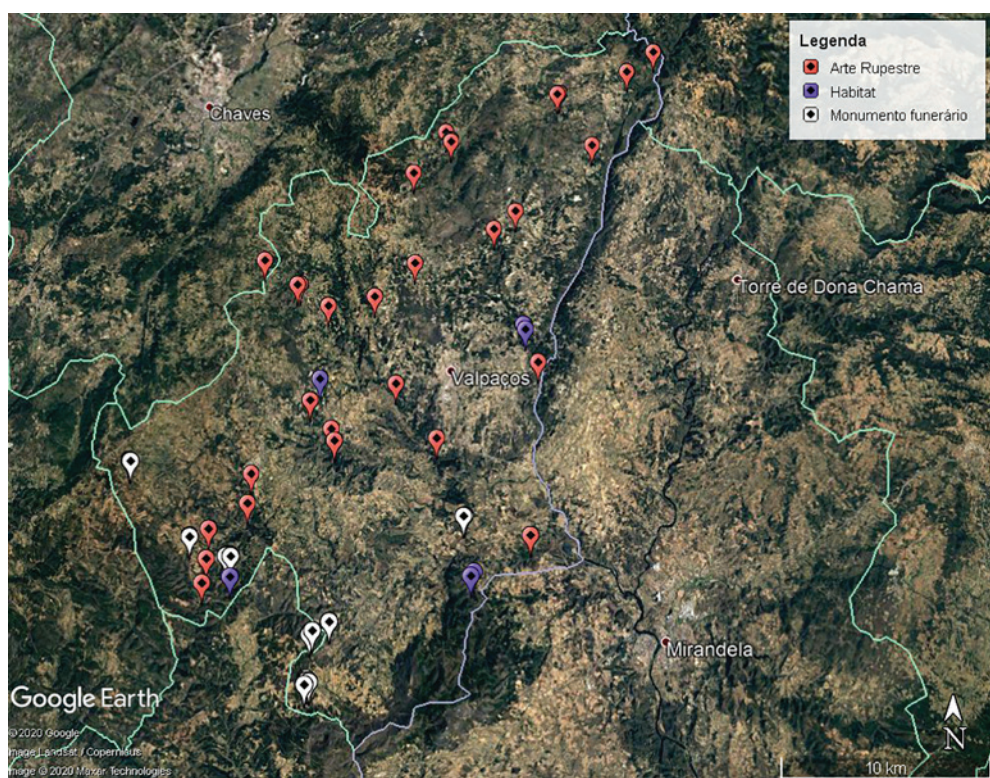 Legenda
Arte Rupestre
Habitat
Monumento funerário
Chaves
Torre de Dona Chama
Valpaços
Mirandela
Google Earth
© 2020 Google
Image Landsat / Copernicus
Image © 2020 Maxar Technologies
10 km
N